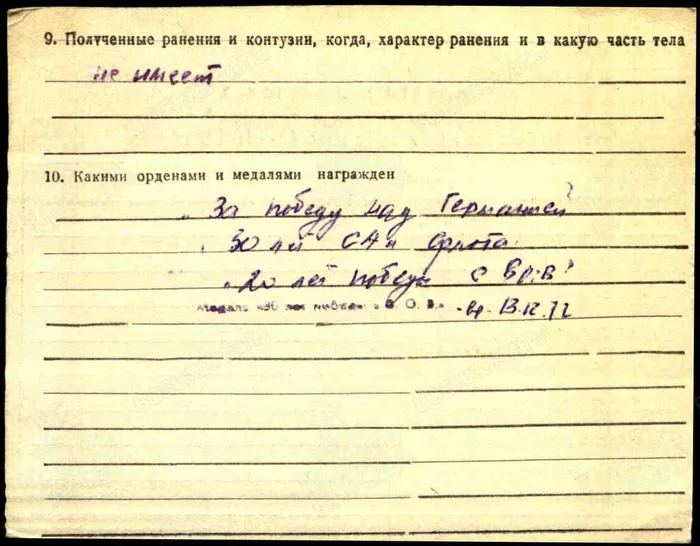 9. Полученные ранения и контузии, когда, характер ранения и в какую часть тела
не имеет
10. Какими орденами и медалями награжден
„ За победу над Германией"
„ 30 лет СА и флота
„ 20 лет победы в
Медаль «30 лет победы в В. О. В.»